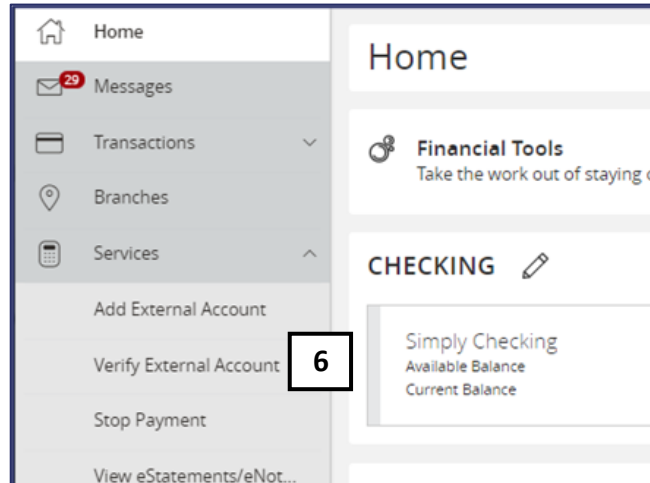 Home
29
Messages
Transactions
Branches
Services
Add External Account
Verify External Account
Stop Payment
View eStatements/eNot...
Home
Financial Tools
Take the work out of staying
CHECKING
6
Simply Checking
Available Balance
Current Balance